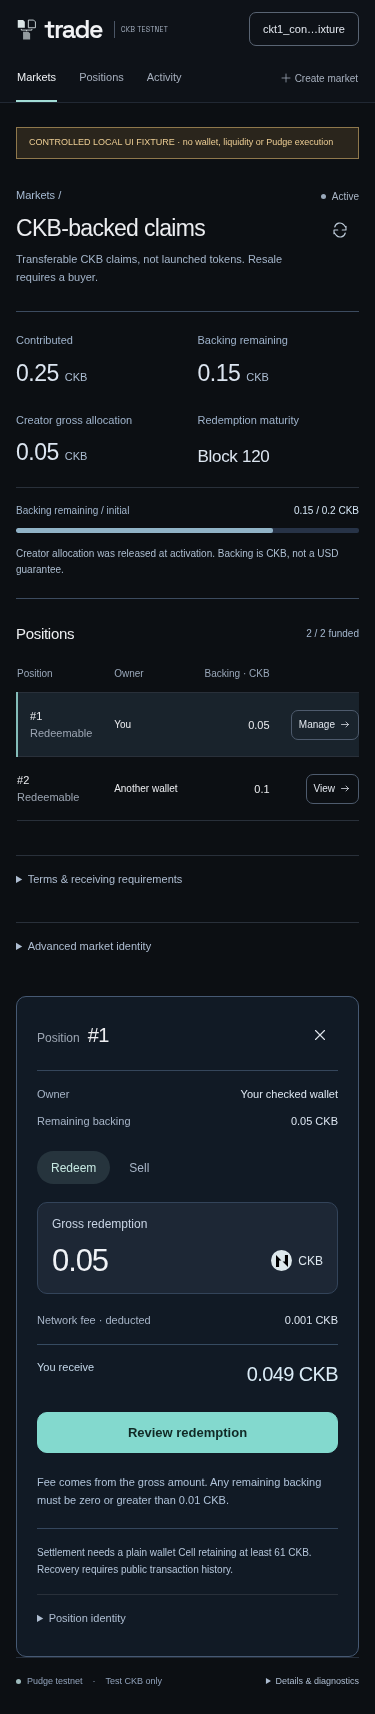 trade
CKB TESTNET
ckt1_con…ixture
Markets Positions Activity Create market
CONTROLLED LOCAL UI FIXTURE · no wallet, liquidity or Pudge execution
Markets /
Active
CKB-backed claims
Transferable CKB claims, not launched tokens. Resale
requires a buyer.
Contributed Backing remaining
0.25 CKB 0.15 CKB
Creator gross allocation Redemption maturity
0.05 CKB Block 120
Backing remaining / initial 0.15 / 0.2 CKB
Creator allocation was released at activation. Backing is CKB, not a USD
guarantee.
Positions 2 / 2 funded
Position Owner Backing · CKB
#1
Redeemable You 0.05 Manage →
#2
Redeemable Another wallet 0.1 View →
Terms & receiving requirements
Advanced market identity
Position #1
Owner Your checked wallet
Remaining backing 0.05 CKB
Redeem Sell
Gross redemption
0.05 CKB
Network fee · deducted 0.001 CKB
You receive 0.049 CKB
Review redemption
Fee comes from the gross amount. Any remaining backing
must be zero or greater than 0.01 CKB.
Settlement needs a plain wallet Cell retaining at least 61 CKB.
Recovery requires public transaction history.
Position identity
Pudge testnet · Test CKB only Details & diagnostics